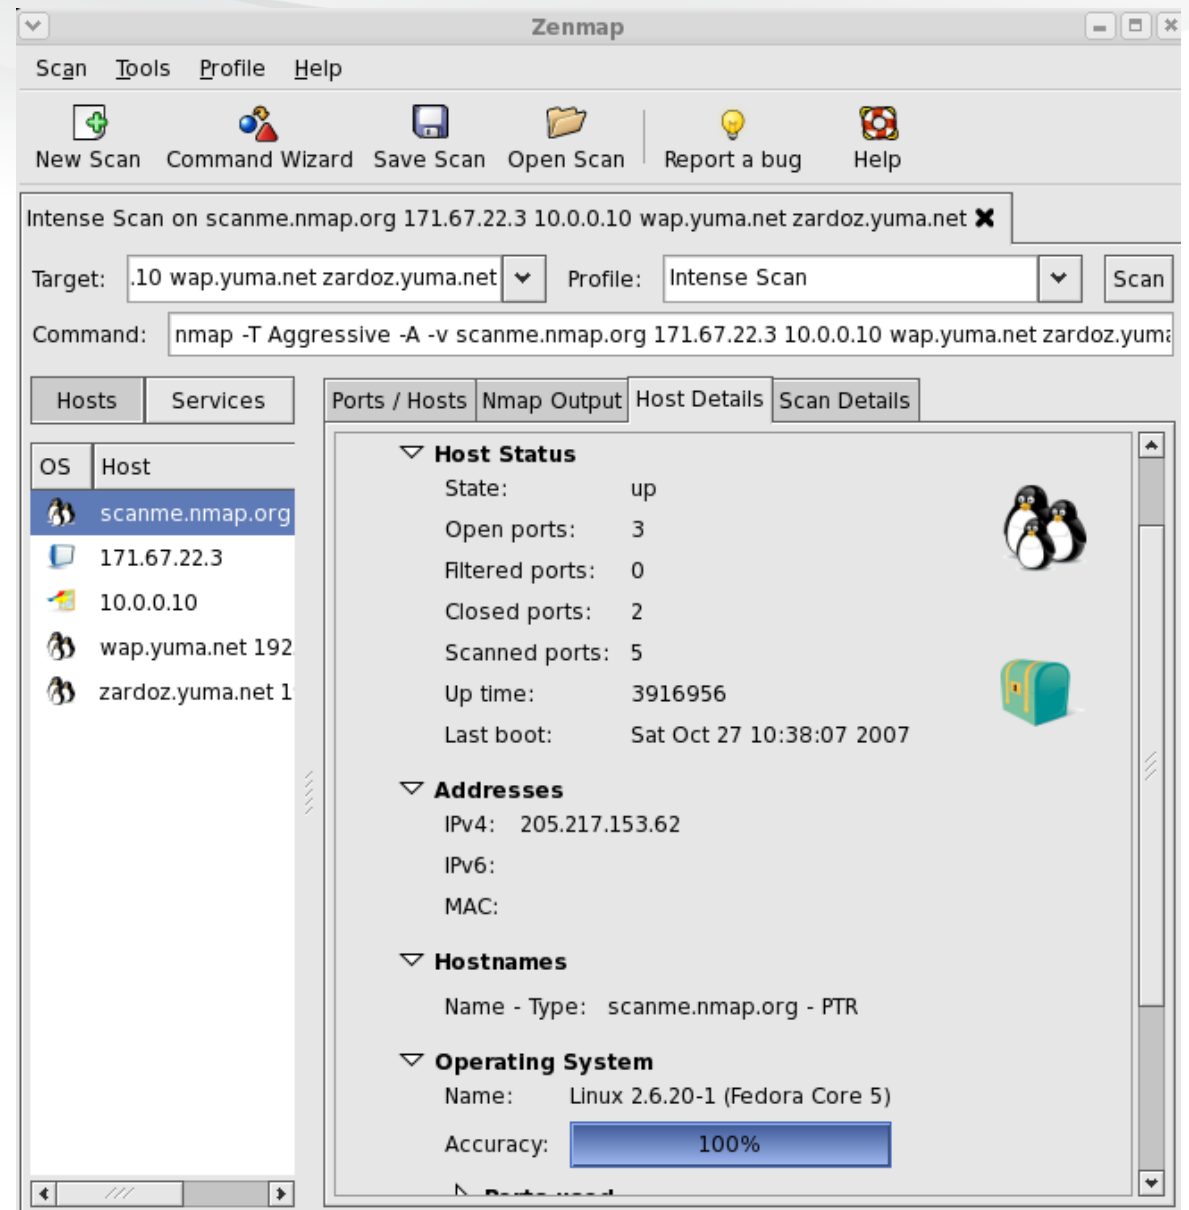 Zenmap
Scan Tools Profile Help
New Scan Command Wizard Save Scan Open Scan Report a bug Help
Intense Scan on scanme.nmap.org 171.67.22.3 10.0.0.10 wap.yuma.net zardoz.yuma.net
Target: .10 wap.yuma.net zardoz.yuma.net Profile: Intense Scan Scan
Command: nmap -T Aggressive -A -v scanme.nmap.org 171.67.22.3 10.0.0.10 wap.yuma.net zardoz.yuma
Hosts Services
OS Host
scanme.nmap.org
171.67.22.3
10.0.0.10
wap.yuma.net 192.
zardoz.yuma.net 1
Ports / Hosts Nmap Output Host Details Scan Details
Host Status
State: up
Open ports: 3
Filtered ports: 0
Closed ports: 2
Scanned ports: 5
Up time: 3916956
Last boot: Sat Oct 27 10:38:07 2007
Addresses
IPv4: 205.217.153.62
IPv6:
MAC:
Hostnames
Name - Type: scanme.nmap.org - PTR
Operating System
Name: Linux 2.6.20-1 (Fedora Core 5)
Accuracy: 100%
Ports used